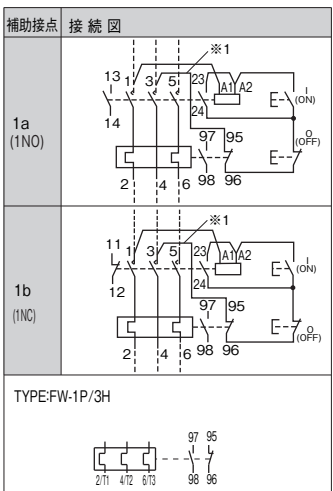 補助接点 接続図
※1
13 1 3 5 23 A1 A2 I
(ON)
14 24
97 95 O
(OFF)
2 4 6 98 96
1a
(1NO)
※1
11 1 3 5 23 A1 A2 I
(ON)
12 24
97 95 O
(OFF)
2 4 6 98 96
1b
(1NC)
TYPE:FW-1P/3H
97 95
2/T1 4/T2 6/T3 98 96